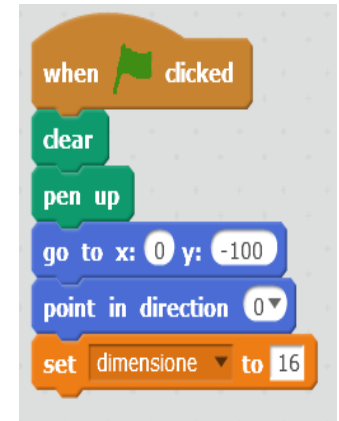 when clicked
clear
pen up
go to x: 0 y: -100
point in direction 0
set dimensione to 16